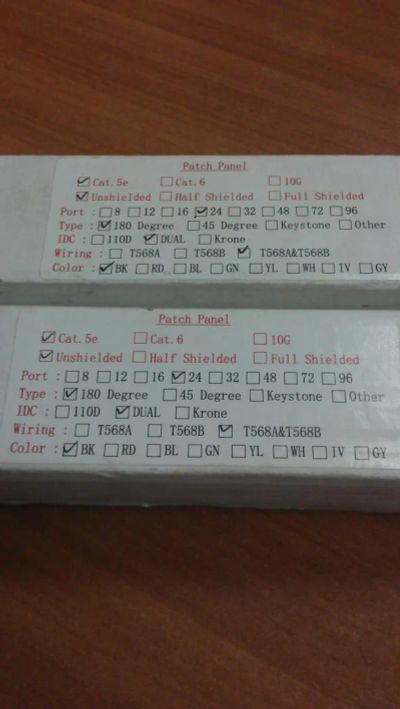 Patch Panel
☑ Cat.5e ☐ Cat.6 ☐ 10G
☑ Unshielded ☐ Half Shielded ☐ Full Shielded
Port : ☐ 8 ☐ 12 ☐ 16 ☑ 24 ☐ 32 ☐ 48 ☐ 72 ☐ 96
Type : ☑ 180 Degree ☐ 45 Degree ☐ Keystone ☐ Other
IDC : ☐ 110D ☑ DUAL ☐ Krone
Wiring : ☐ T568A ☐ T568B ☑ T568A&T568B
Color : ☑ BK ☐ RD ☐ BL ☐ GN ☐ YL ☐ WH ☐ IV ☐ GY
Patch Panel
☑ Cat.5e ☐ Cat.6 ☐ 10G
☑ Unshielded ☐ Half Shielded ☐ Full Shielded
Port : ☐ 8 ☐ 12 ☐ 16 ☑ 24 ☐ 32 ☐ 48 ☐ 72 ☐ 96
Type : ☑ 180 Degree ☐ 45 Degree ☐ Keystone ☐ Other
IDC : ☐ 110D ☑ DUAL ☐ Krone
Wiring : ☐ T568A ☐ T568B ☑ T568A&T568B
Color : ☑ BK ☐ RD ☐ BL ☐ GN ☐ YL ☐ WH ☐ IV ☐ GY